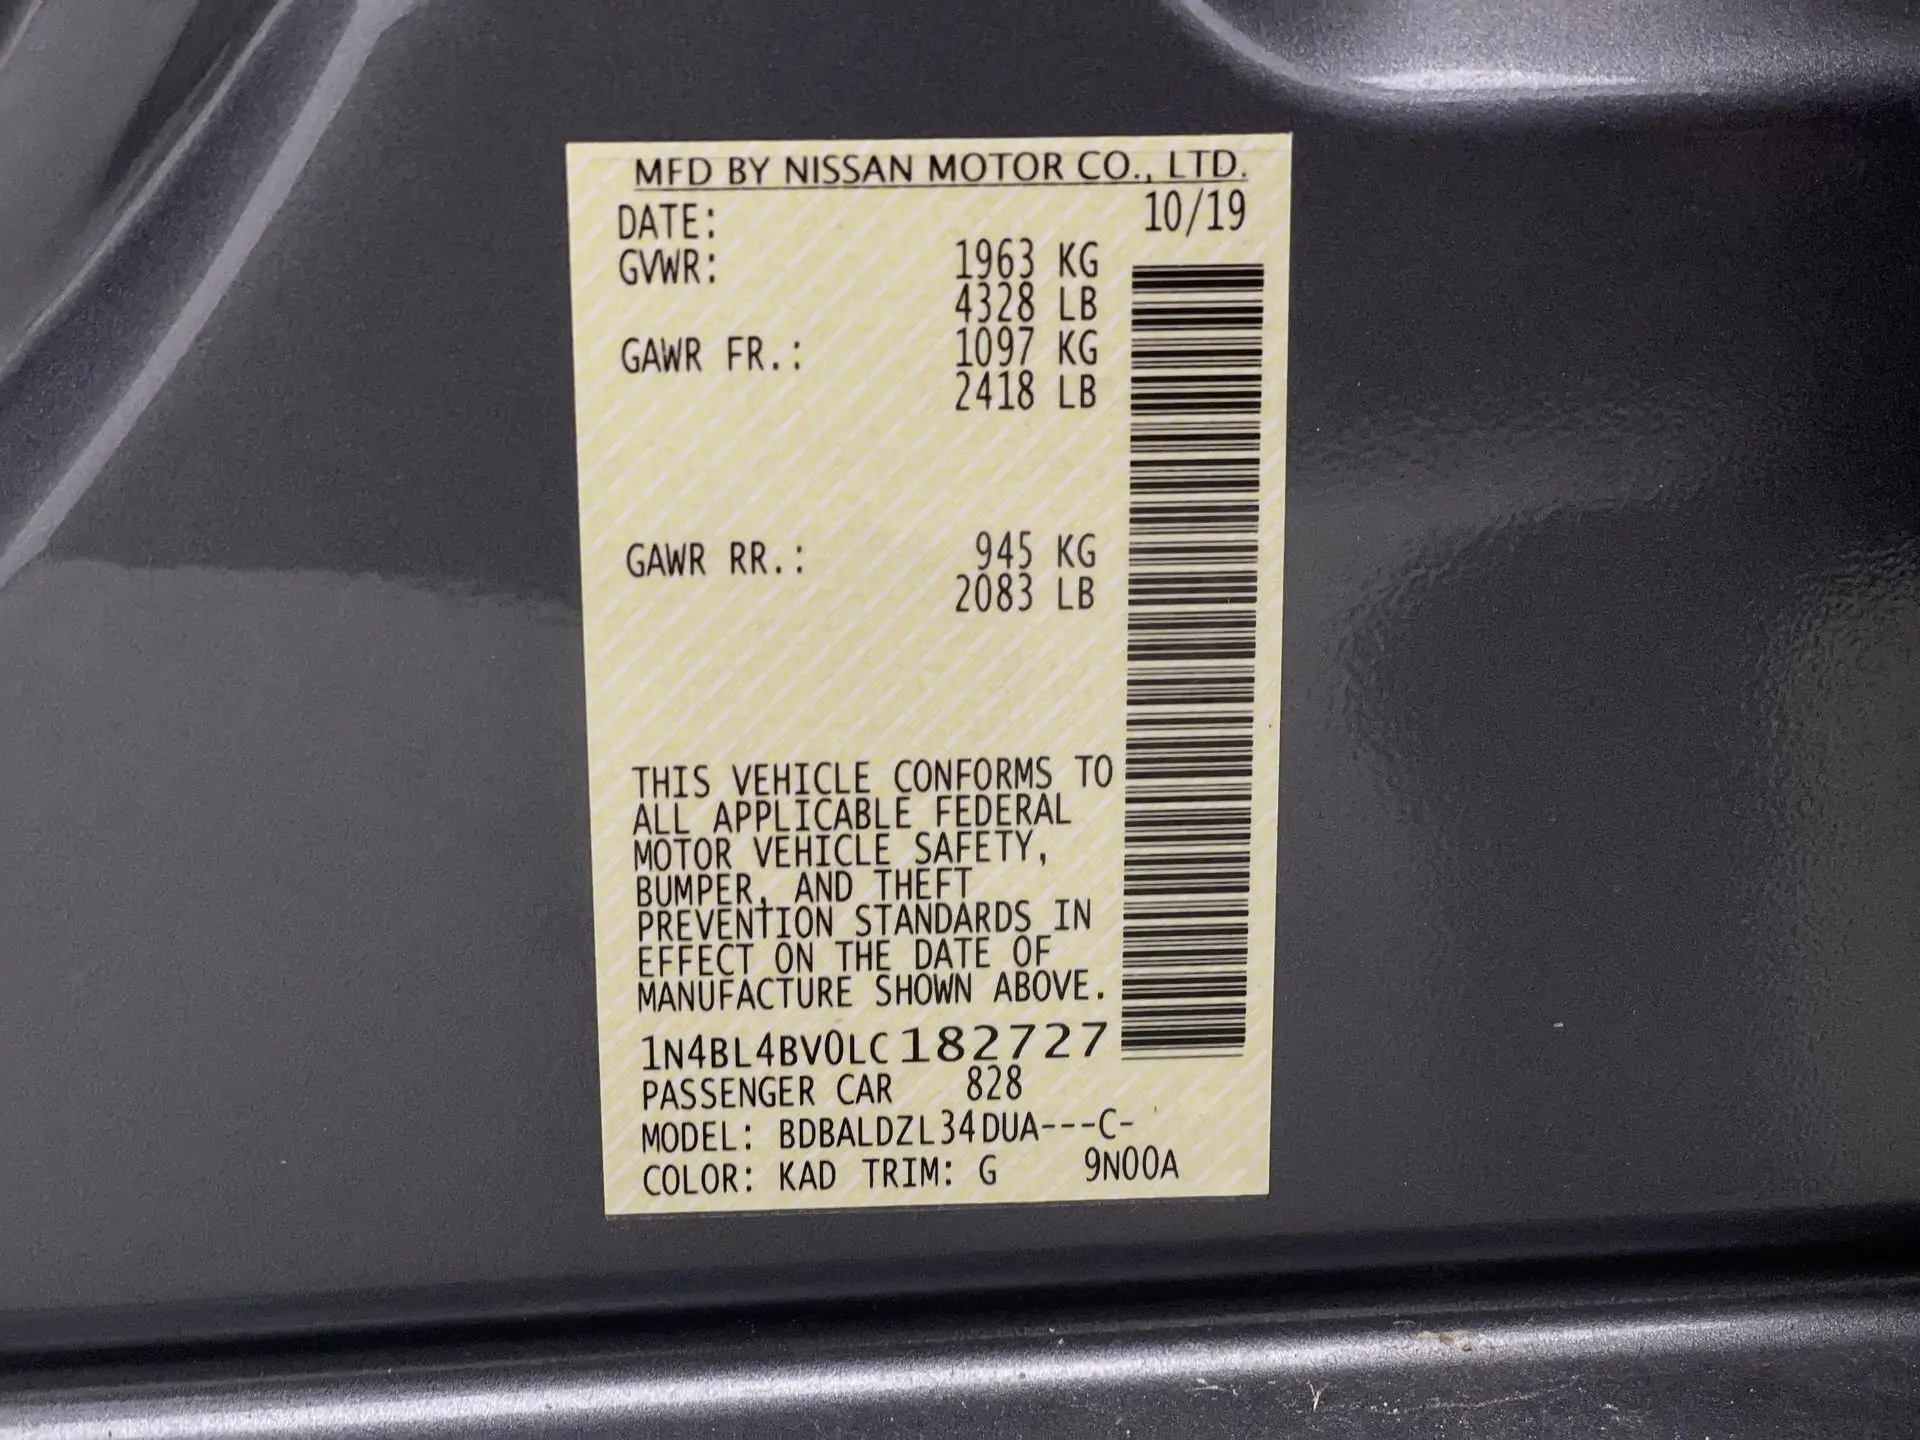 MFD BY NISSAN MOTOR CO., LTD.
DATE: 10/19
GVWR: 1963 KG
4328 LB
GAWR FR.: 1097 KG
2418 LB
GAWR RR.: 945 KG
2083 LB
THIS VEHICLE CONFORMS TO
ALL APPLICABLE FEDERAL
MOTOR VEHICLE SAFETY,
BUMPER, AND THEFT
PREVENTION STANDARDS IN
EFFECT ON THE DATE OF
MANUFACTURE SHOWN ABOVE.
1N4BL4BV0LC182727
PASSENGER CAR 828
MODEL: BDBALDZL34DUA---C-
COLOR: KAD TRIM: G 9N00A